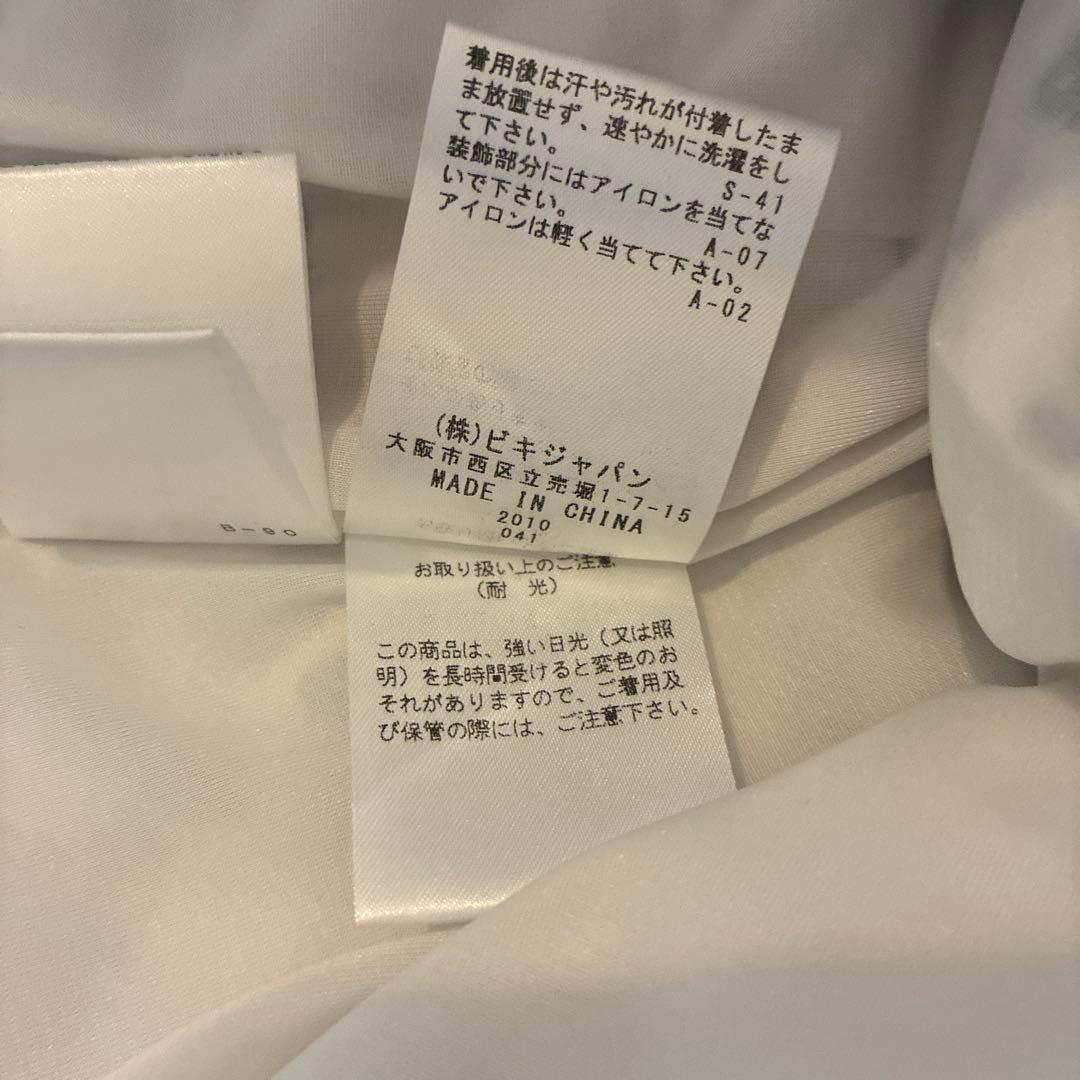 着用後は汗や汚れが付着したま
ま放置せず、速やかに洗濯をし
て下さい。
S-41
装飾部分にはアイロンを当てな
いで下さい。
A-07
アイロンは軽く当てて下さい。
A-02
(株)ビキジャパン
大阪市西区立売堀1-7-15
MADE IN CHINA
2010
041
B-90
お取り扱い上のご注意
(耐 光)
この商品は、強い日光(又は照
明)を長時間受けると変色のお
それがありますので、ご着用及
び保管の際には、ご注意下さい。